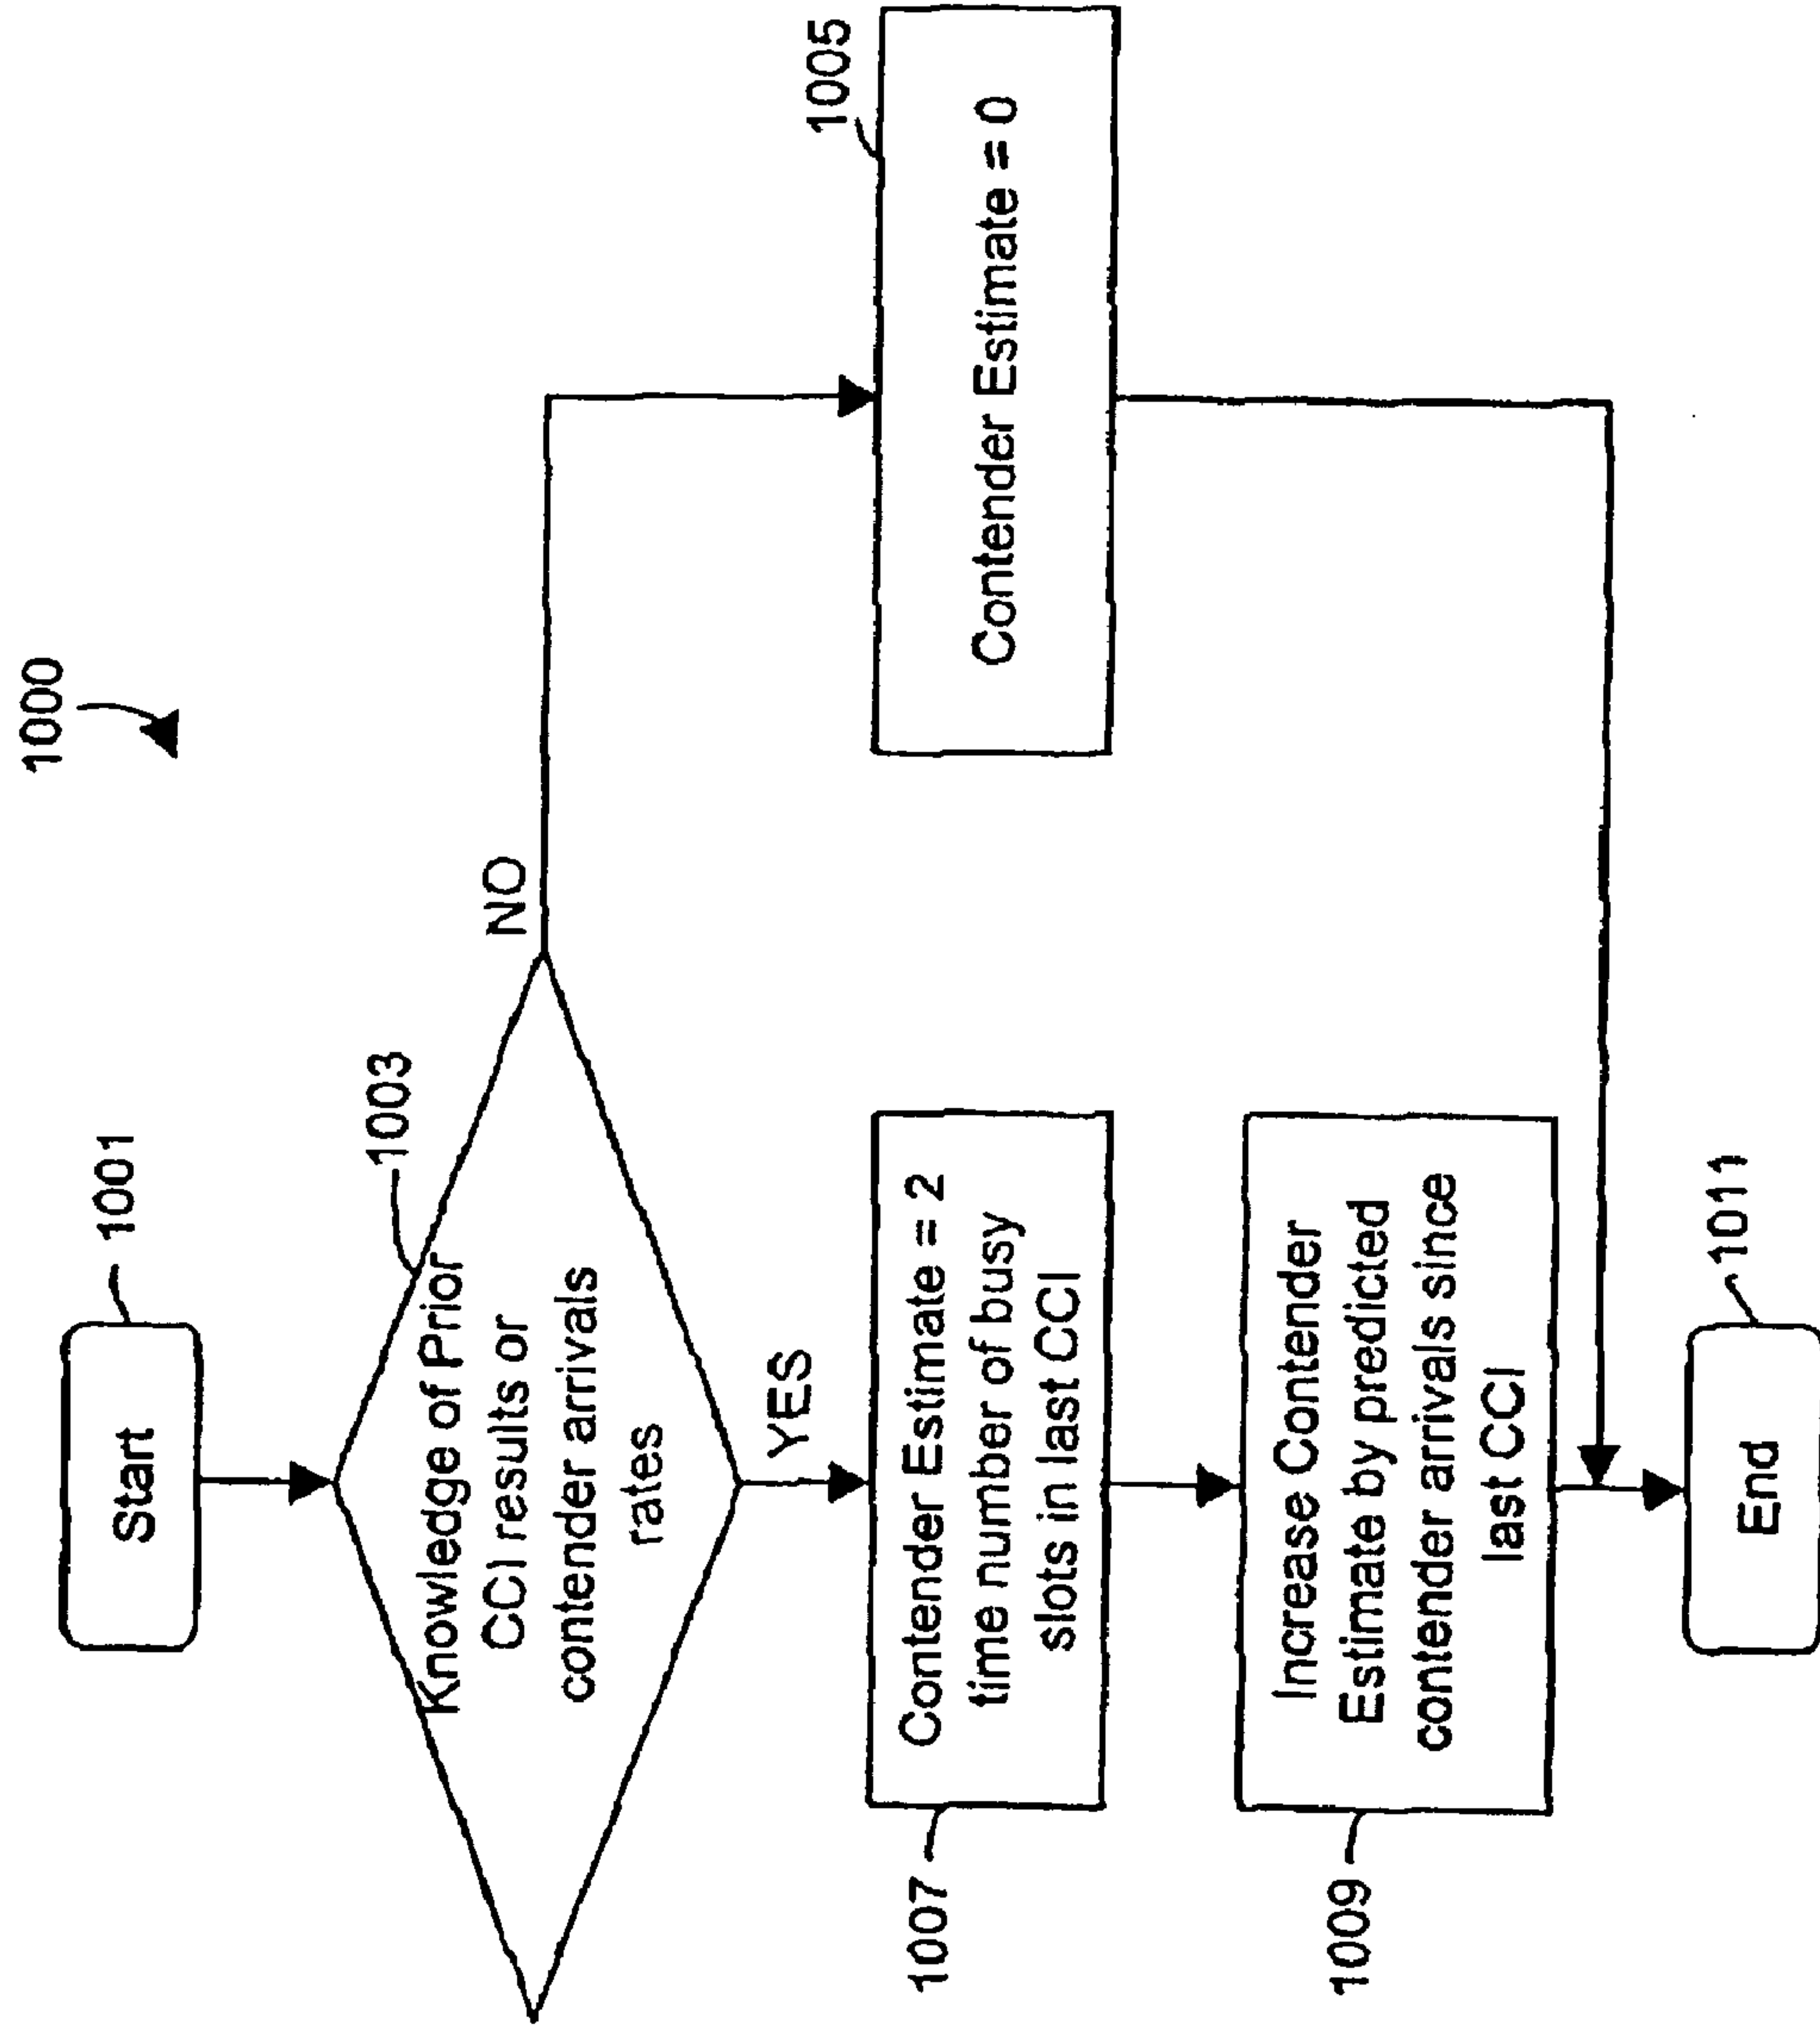 1000
Start
1001
1003
Knowledge of Prior
CCI results or
contender arrivals
rates
NO
YES
1005
Contender Estimate = 0
1007
Contender Estimate = 2
time number of busy
slots in last CCI
1009
Increase Contender
Estimate by predicted
contender arrivals since
last CCI
End
1011